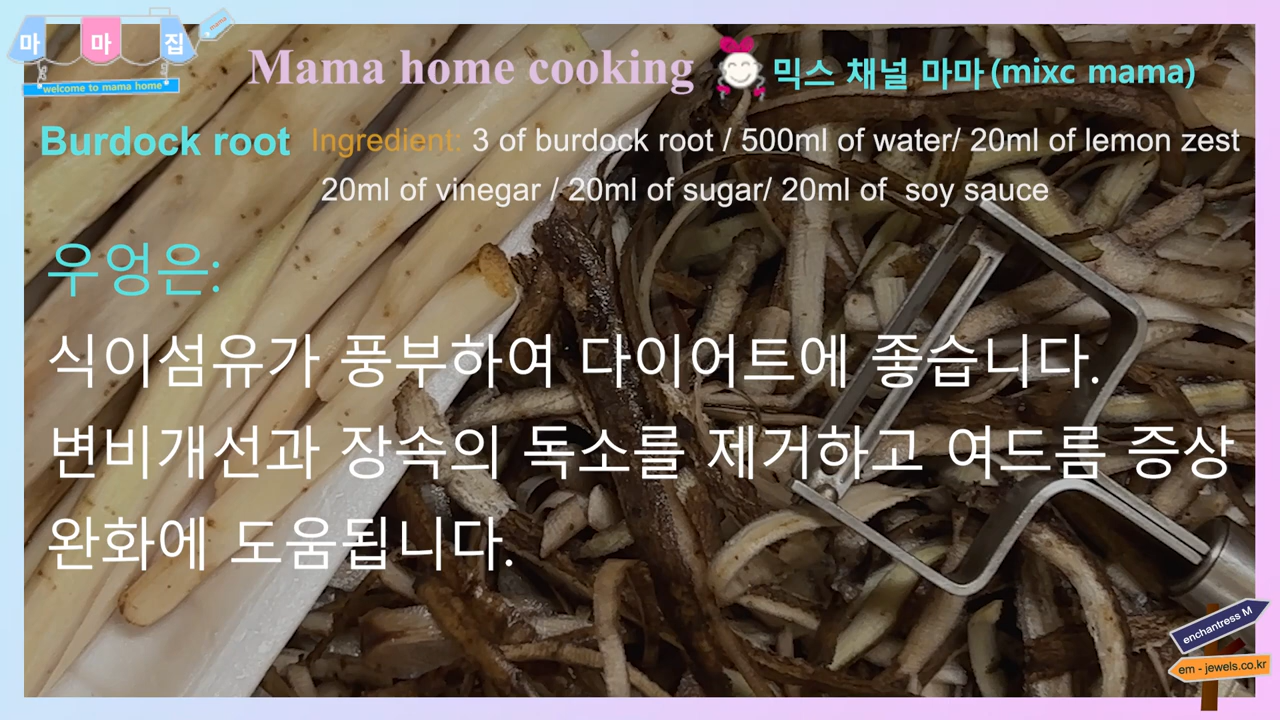 마 마 집
mama
welcome to mama home
Mama home cooking 믹스 채널 마마 (mixc mama)
Burdock root Ingredient: 3 of burdock root / 500ml of water/ 20ml of lemon zest
20ml of vinegar / 20ml of sugar/ 20ml of soy sauce
우엉은:
식이섬유가 풍부하여 다이어트에 좋습니다.
변비개선과 장속의 독소를 제거하고 여드름 증상
완화에 도움됩니다.
enchantress M
em - jewels.co.kr